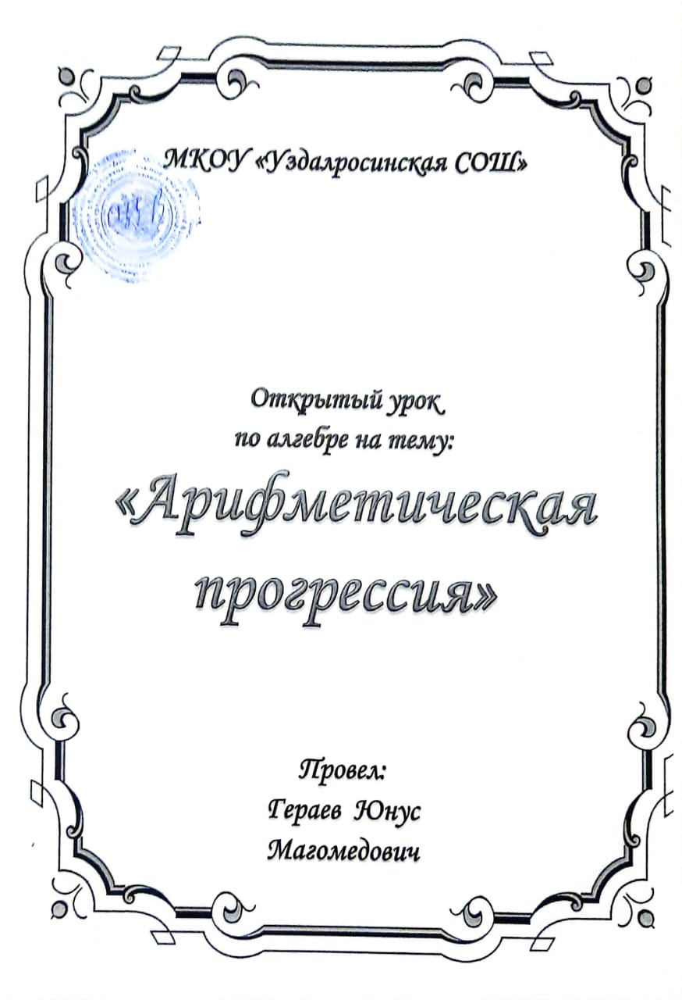 МКОУ «Уздалросинская СОШ»
Открытый урок
по алгебре на тему:
«Арифметическая
прогрессия»
Провел:
Гераев Юнус
Магомедович